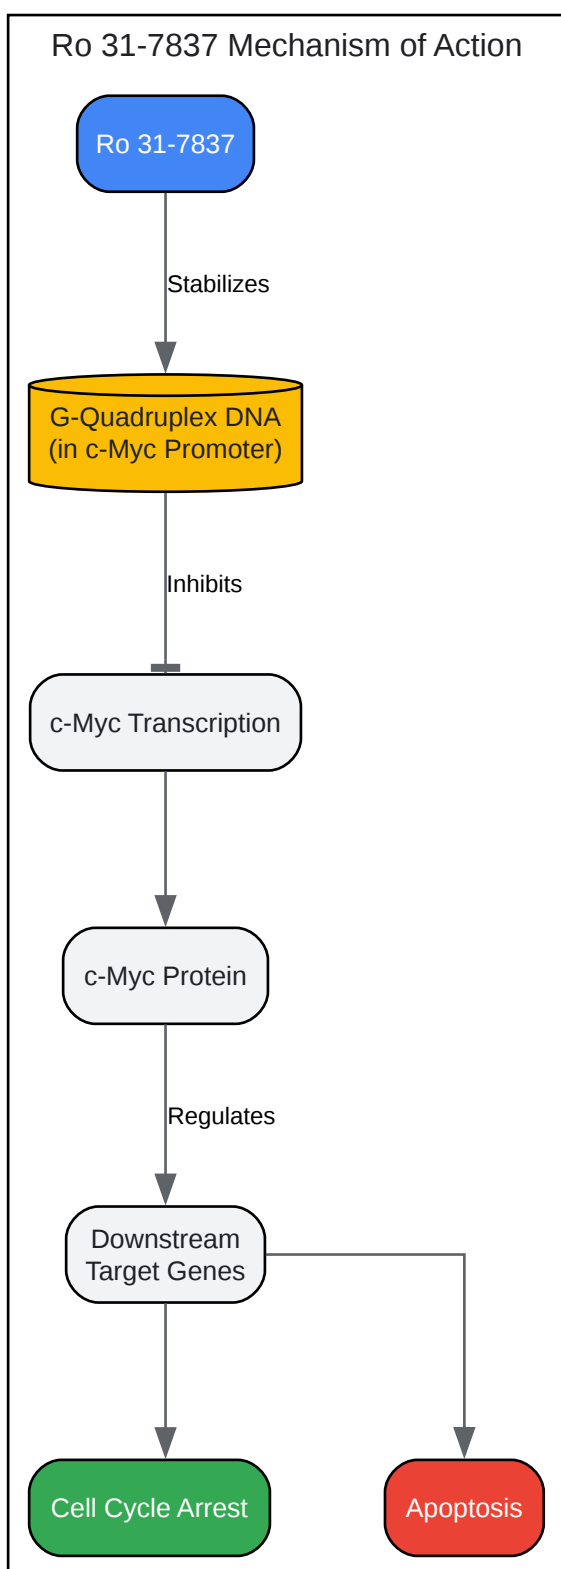 Ro 31-7837 Mechanism of Action
Ro 31-7837
Stabilizes
G-Quadruplex DNA
(in c-Myc Promoter)
Inhibits
c-Myc Transcription
c-Myc Protein
Regulates
Downstream
Target Genes
Cell Cycle Arrest
Apoptosis